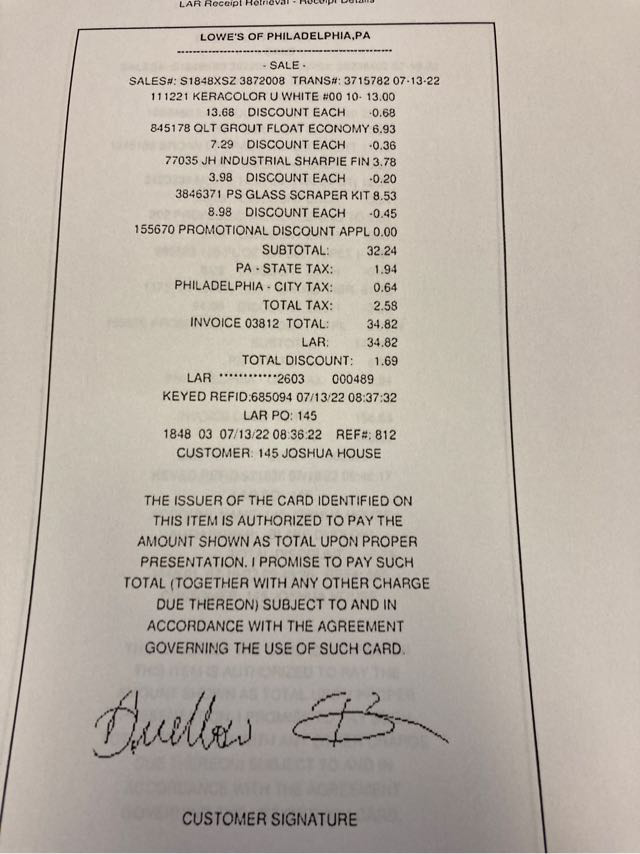 LAR Receipt Retrieval - Receipt Details
LOWE'S OF PHILADELPHIA,PA
- SALE -
SALES#: S1848XSZ 3872008 TRANS#: 3715782 07-13-22
111221 KERACOLOR U WHITE #00 10- 13.00
13.68 DISCOUNT EACH -0.68
845178 QLT GROUT FLOAT ECONOMY 6.93
7.29 DISCOUNT EACH -0.36
77035 JH INDUSTRIAL SHARPIE FIN 3.78
3.98 DISCOUNT EACH -0.20
3846371 PS GLASS SCRAPER KIT 8.53
8.98 DISCOUNT EACH -0.45
155670 PROMOTIONAL DISCOUNT APPL 0.00
SUBTOTAL: 32.24
PA - STATE TAX: 1.94
PHILADELPHIA - CITY TAX: 0.64
TOTAL TAX: 2.58
INVOICE 03812 TOTAL: 34.82
LAR: 34.82
TOTAL DISCOUNT: 1.69
LAR ************2603 000489
KEYED REFID:685094 07/13/22 08:37:32
LAR PO: 145
1848 03 07/13/22 08:36:22 REF#: 812
CUSTOMER: 145 JOSHUA HOUSE
THE ISSUER OF THE CARD IDENTIFIED ON
THIS ITEM IS AUTHORIZED TO PAY THE
AMOUNT SHOWN AS TOTAL UPON PROPER
PRESENTATION. I PROMISE TO PAY SUCH
TOTAL (TOGETHER WITH ANY OTHER CHARGE
DUE THEREON) SUBJECT TO AND IN
ACCORDANCE WITH THE AGREEMENT
GOVERNING THE USE OF SUCH CARD.
CUSTOMER SIGNATURE